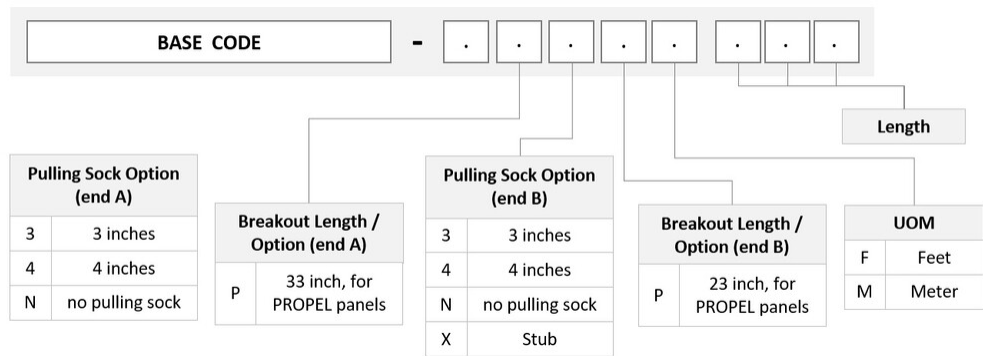 BASE CODE - . . . . . . . .
Length
Pulling Sock Option
(end A)
3 3 inches
4 4 inches
N no pulling sock
Breakout Length /
Option (end A)
P 33 inch, for
PROPEL panels
Pulling Sock Option
(end B)
3 3 inches
4 4 inches
N no pulling sock
X Stub
Breakout Length /
Option (end B)
P 23 inch, for
PROPEL panels
UOM
F Feet
M Meter